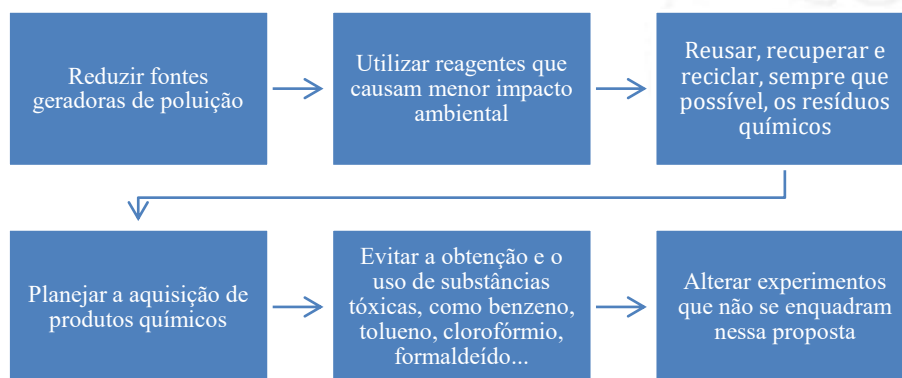 Reduzir fontes
geradoras de poluição
Utilizar reagentes que
causam menor impacto
ambiental
Reusar, recuperar e
reciclar, sempre que
possível, os resíduos
químicos
Planejar a aquisição de
produtos químicos
Evitar a obtenção e o
uso de substâncias
tóxicas, como benzeno,
tolueno, clorofórmio,
formaldeído...
Alterar experimentos
que não se enquadram
nessa proposta